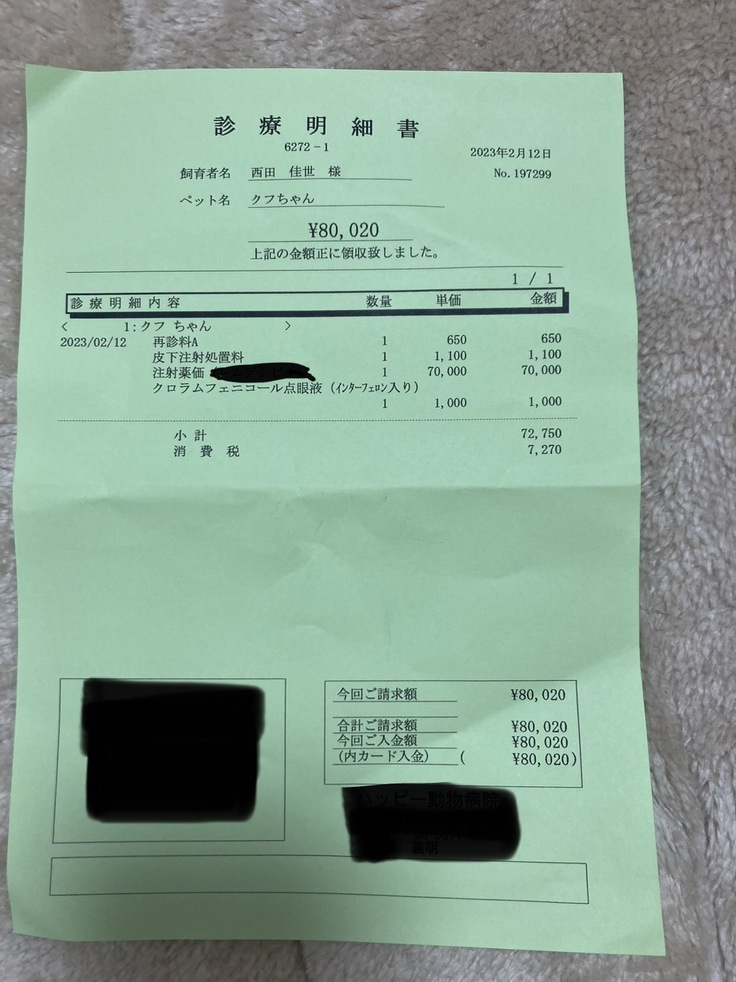 診療明細書
6272-1
2023年2月12日
飼育者名 西田 佳世 様
No.197299
ペット名 クフちゃん
¥80,020
上記の金額正に領収致しました。
1 / 1
診療明細内容 数量 単価 金額
< 1:クフ ちゃん >
2023/02/12 再診料A 1 650 650
皮下注射処置料 1 1,100 1,100
注射薬価 1 70,000 70,000
クロラムフェニコール点眼液 (インターフェロン入り)
1 1,000 1,000
小計 72,750
消費税 7,270
今回ご請求額 ¥80,020
合計ご請求額 ¥80,020
今回ご入金額 ¥80,020
(内カード入金) ( ¥80,020)
ハッピー動物病院